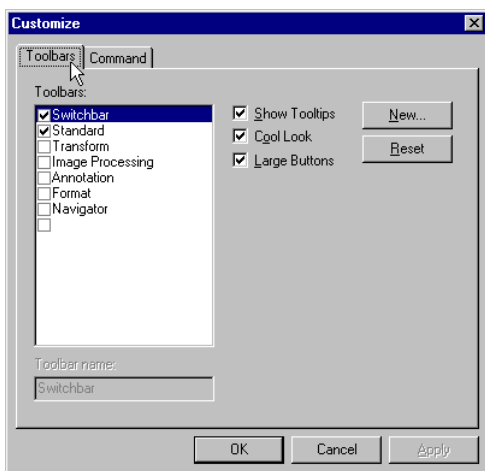 Customize
Toolbars
Command
Toolbars:
Switchbar
Standard
Transform
Image Processing
Annotation
Format
Navigator
Show Tooltips
Cool Look
Large Buttons
New...
Reset
Toolbar name:
Switchbar
OK
Cancel
Apply